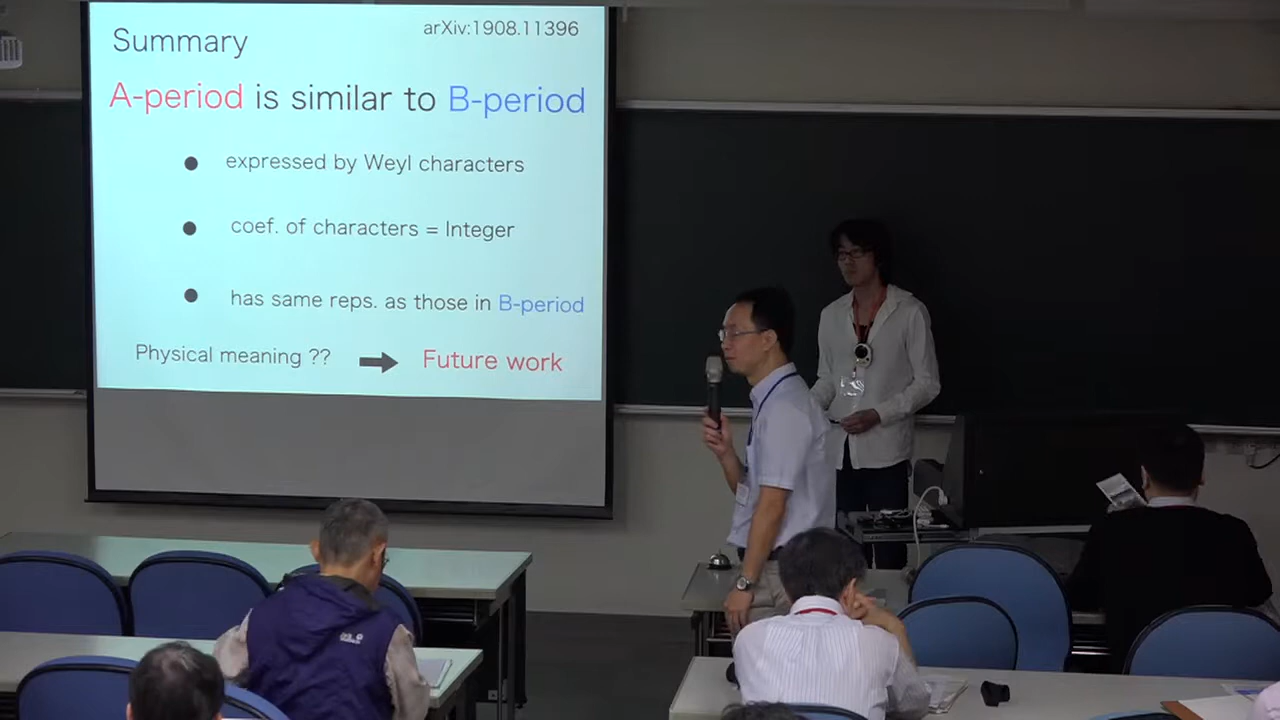 Summary
arXiv:1908.11396
A-period is similar to B-period
● expressed by Weyl characters
● coef. of characters = Integer
● has same reps. as those in B-period
Physical meaning ?? → Future work